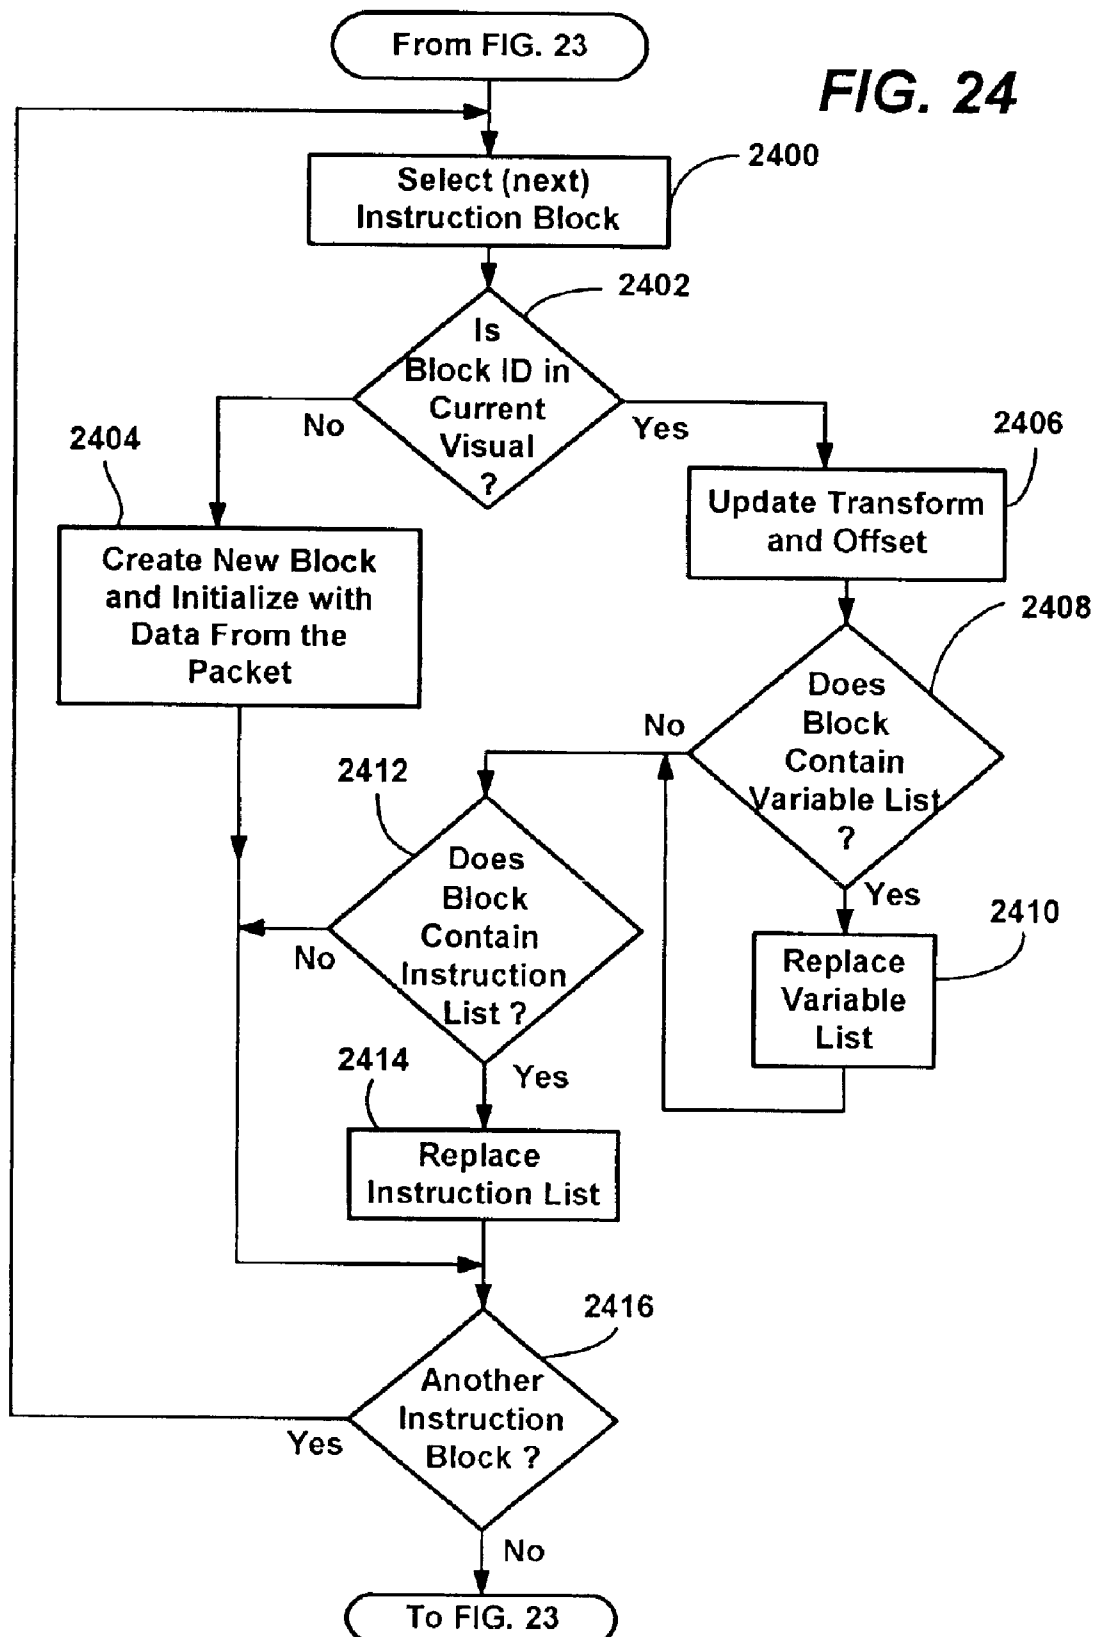 From FIG. 23
FIG. 24
2400
Select (next)
Instruction Block
2402
Is
Block ID in
Current
Visual
?
No
Yes
2404
2406
Create New Block
and Initialize with
Data From the
Packet
Update Transform
and Offset
2408
Does
Block
Contain
Variable List
?
No
Yes
2410
Replace
Variable
List
2412
Does
Block
Contain
Instruction
List ?
No
Yes
2414
Replace
Instruction List
2416
Another
Instruction
Block ?
Yes
No
To FIG. 23